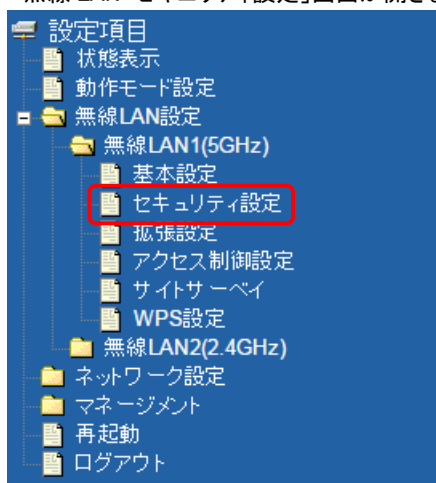 設定項目
状態表示
動作モード設定
無線LAN設定
無線LAN1(5GHz)
基本設定
セキュリティ設定
拡張設定
アクセス制御設定
サイトサーベイ
WPS設定
無線LAN2(2.4GHz)
ネットワーク設定
マネージメント
再起動
ログアウト